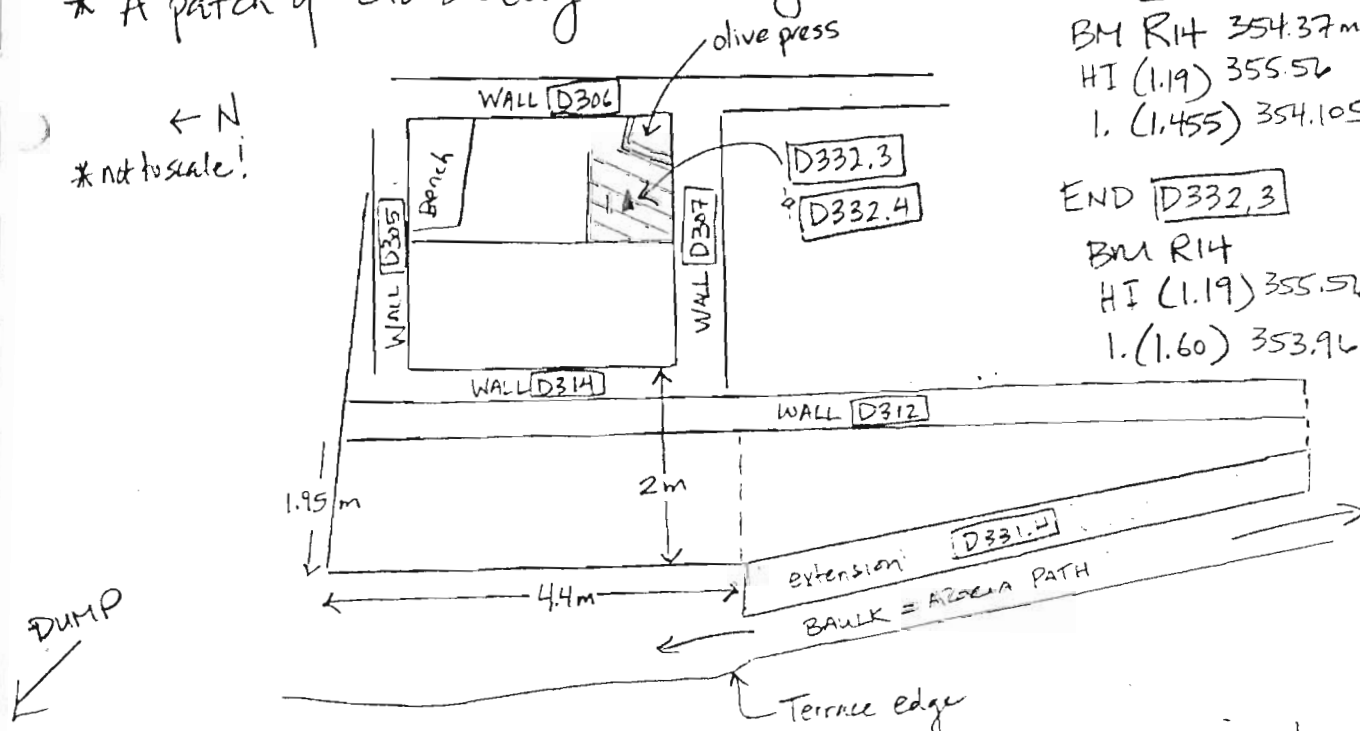 * A patch of
olive press
WALL D306
← N
* not to scale!
Bench
WALL D305
WALL D307
D332.3
D332.4
WALL D314
WALL D312
1.95 m
2m
4.4m
extension
D331.4
BAULK = AZORIA PATH
DUMP
Terrace edge
BM R14 354.37m
HI (1.19) 355.56
1. (1.455) 354.105
END D332.3
BM R14
HI (1.19) 355.56
1. (1.60) 353.96